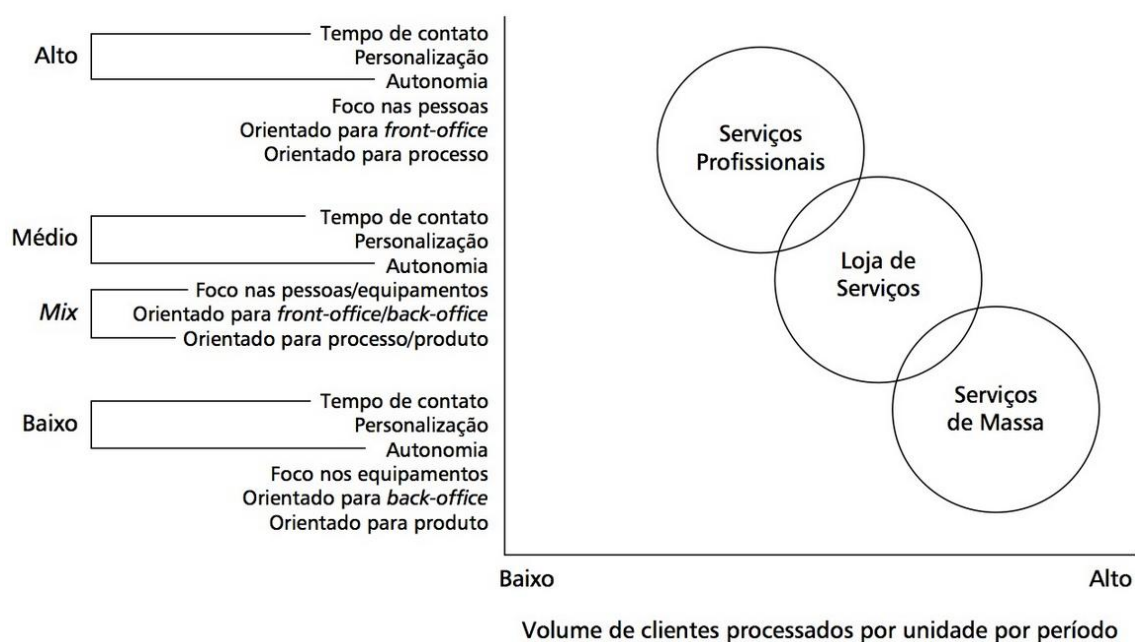 Alto
Tempo de contato
Personalização
Autonomia
Foco nas pessoas
Orientado para front-office
Orientado para processo
Médio
Tempo de contato
Personalização
Autonomia
Mix
Foco nas pessoas/equipamentos
Orientado para front-office/back-office
Orientado para processo/produto
Baixo
Tempo de contato
Personalização
Autonomia
Foco nos equipamentos
Orientado para back-office
Orientado para produto
Serviços
Profissionais
Loja de
Serviços
Serviços
de Massa
Baixo
Alto
Volume de clientes processados por unidade por período